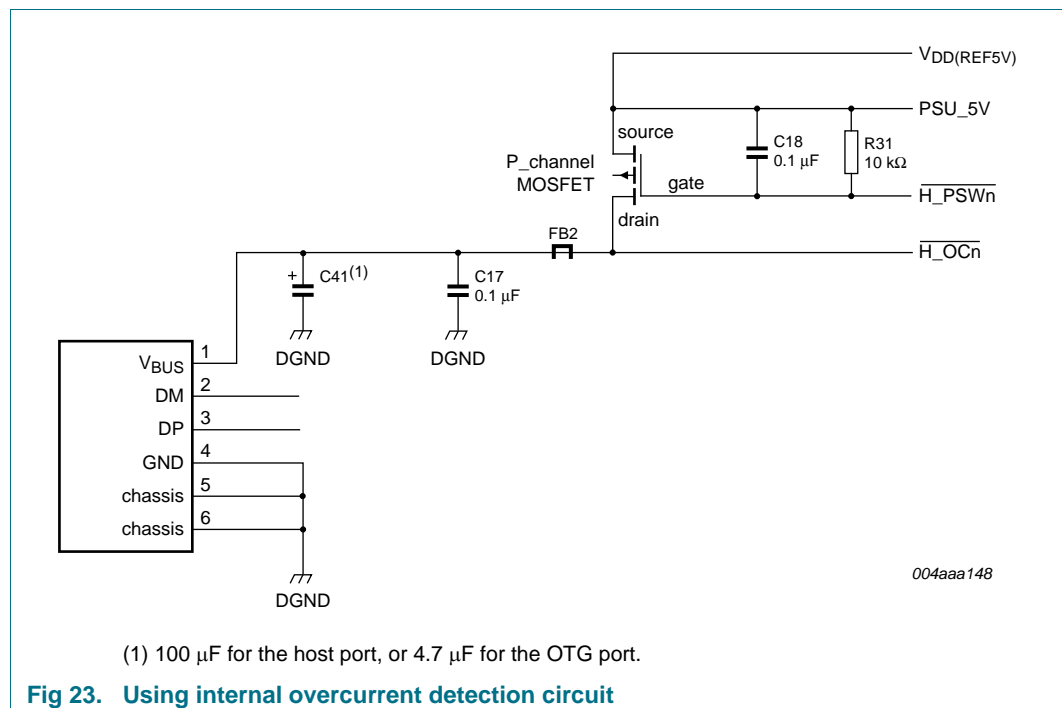 VDD(REF5V)
PSU_5V
source
C18
0.1 μF
R31
10 kΩ
P_channel
MOSFET
gate
H_PSWn
drain
FB2
H_OCn
+ C41(1)
C17
0.1 μF
DGND
DGND
VBUS 1
DM 2
DP 3
GND 4
chassis 5
chassis 6
DGND
004aaa148
(1) 100 μF for the host port, or 4.7 μF for the OTG port.
Fig 23. Using internal overcurrent detection circuit